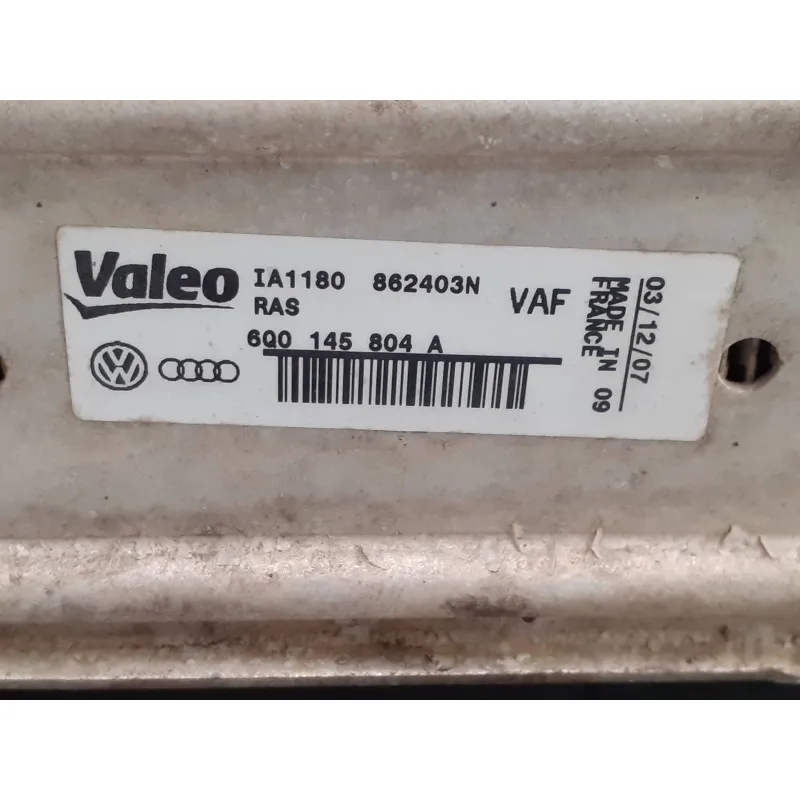 Valeo IA1180 862403N
RAS
VAF
6Q0 145 804 A
03/12/07
MADE IN 09
FRANCE